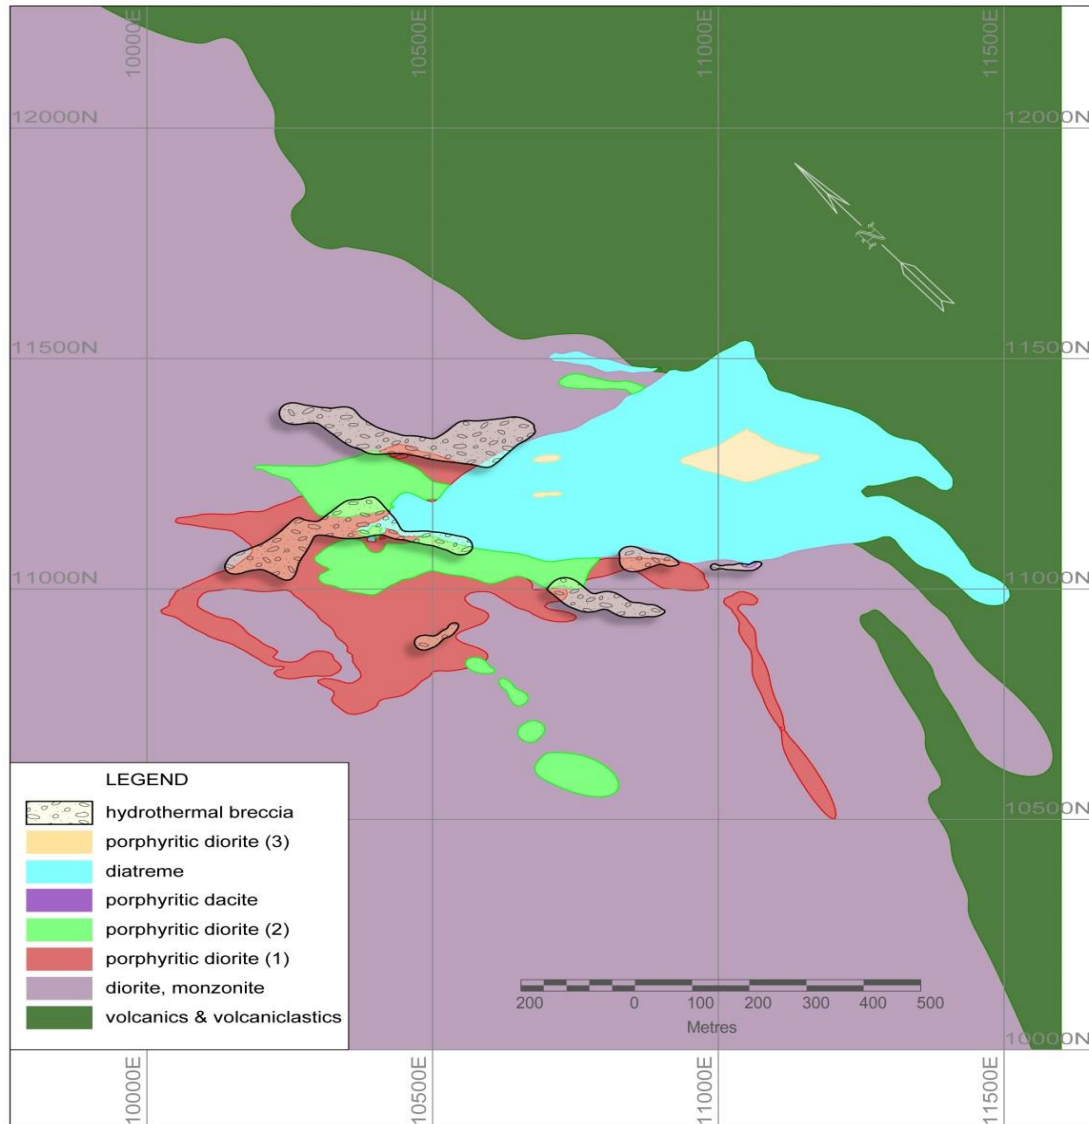 10000E
10500E
11000E
11500E
12000N
12000N
N
11500N
11500N
11000N
11000N
10500N
LEGEND
hydrothermal breccia
porphyritic diorite (3)
diatreme
porphyritic dacite
porphyritic diorite (2)
porphyritic diorite (1)
diorite, monzonite
volcanics & volcaniclastics
200 0 100 200 300 400 500
Metres
10000N
10000E
10500E
11000E
11500E